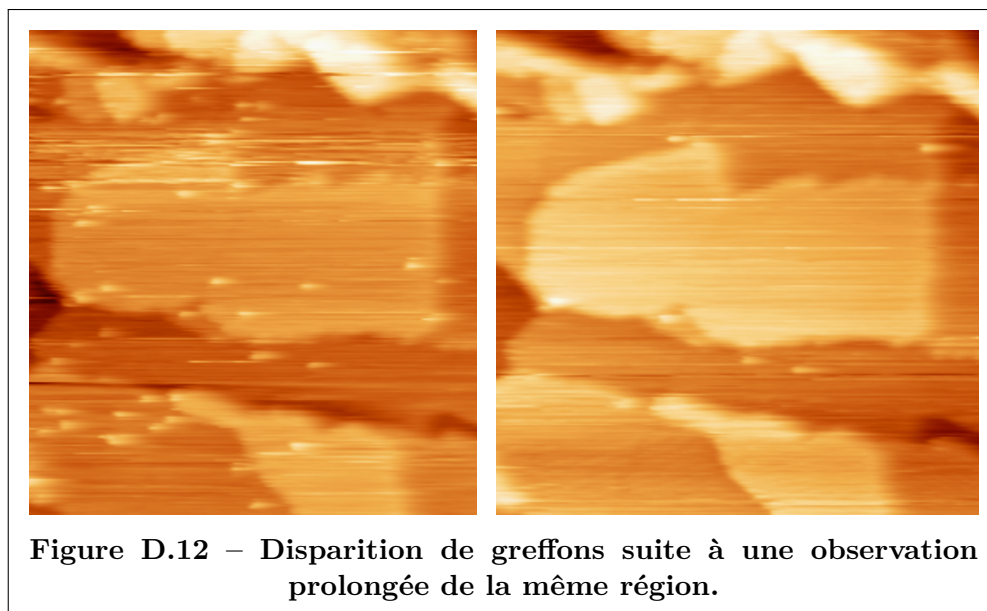 Figure D.12 – Disparition de greffons suite à une observation
prolongée de la même région.